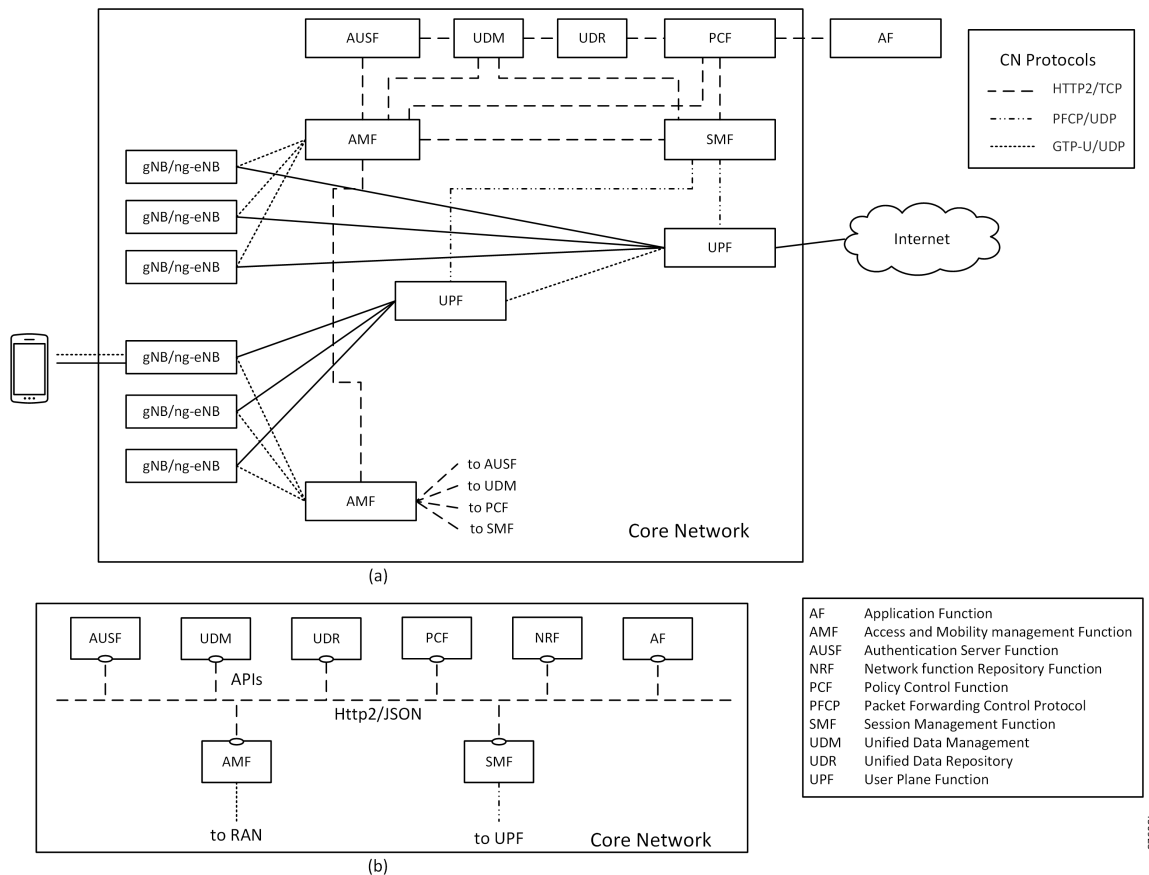 AUSF
UDM
UDR
PCF
AF
CN Protocols
HTTP2/TCP
PFCP/UDP
GTP-U/UDP
AMF
SMF
gNB/ng-eNB
gNB/ng-eNB
gNB/ng-eNB
UPF
Internet
UPF
gNB/ng-eNB
gNB/ng-eNB
gNB/ng-eNB
AMF
to AUSF
to UDM
to PCF
to SMF
Core Network
(a)
AUSF
UDM
UDR
PCF
NRF
AF
APIs
Http2/JSON
AMF
SMF
to RAN
to UPF
Core Network
(b)
AF Application Function
AMF Access and Mobility management Function
AUSF Authentication Server Function
NRF Network function Repository Function
PCF Policy Control Function
PFCP Packet Forwarding Control Protocol
SMF Session Management Function
UDM Unified Data Management
UDR Unified Data Repository
UPF User Plane Function